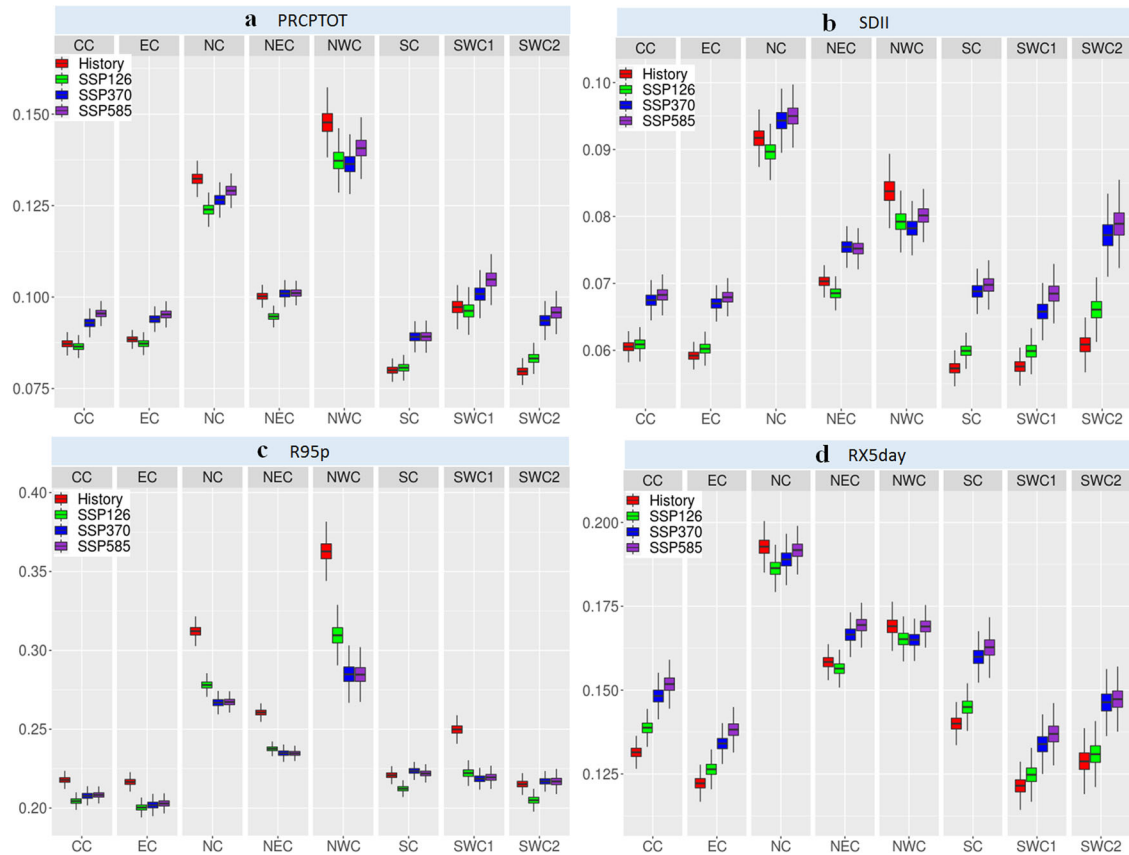 a PRCPTOT
CC EC NC NEC NWC SC SWC1 SWC2
History
SSP126
SSP370
SSP585
0.150
0.125
0.100
0.075
CC EC NC NEC NWC SC SWC1 SWC2
b SDII
CC EC NC NEC NWC SC SWC1 SWC2
History
SSP126
SSP370
SSP585
0.10
0.09
0.08
0.07
0.06
CC EC NC NEC NWC SC SWC1 SWC2
c R95p
CC EC NC NEC NWC SC SWC1 SWC2
History
SSP126
SSP370
SSP585
0.40
0.35
0.30
0.25
0.20
CC EC NC NEC NWC SC SWC1 SWC2
d RX5day
CC EC NC NEC NWC SC SWC1 SWC2
History
SSP126
SSP370
SSP585
0.200
0.175
0.150
0.125
CC EC NC NEC NWC SC SWC1 SWC2